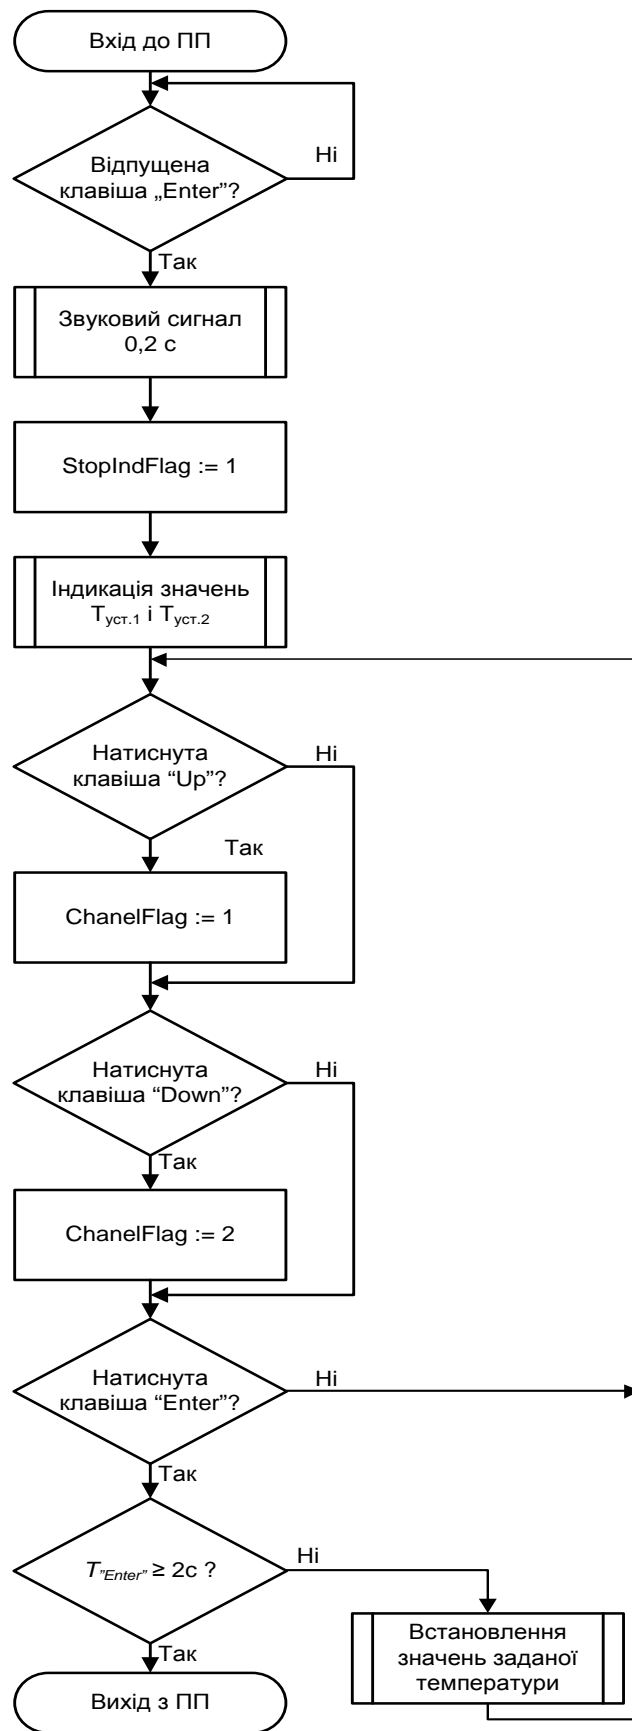 Вхід до ПП
Відпущена
клавіша „Enter”?
Ні
Так
Звуковий сигнал
0,2 с
StopIndFlag := 1
Індикація значень
Tуст.1 і Tуст.2
Натиснута
клавіша “Up”?
Ні
Так
ChanelFlag := 1
Натиснута
клавіша “Down”?
Ні
Так
ChanelFlag := 2
Натиснута
клавіша “Enter”?
Ні
Так
T”Enter” ≥ 2с ?
Ні
Так
Встановлення
значень заданої
температури
Вихід з ПП